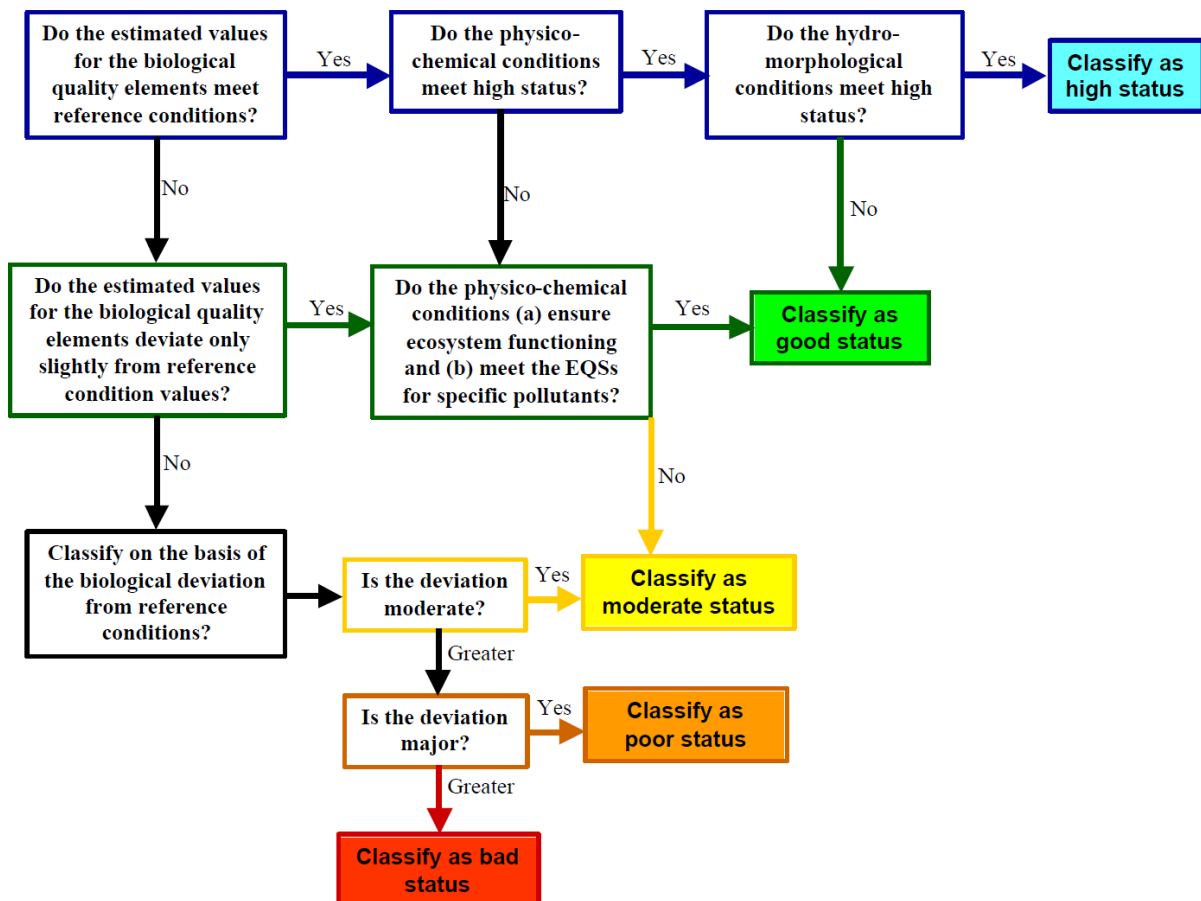 Do the estimated values
for the biological
quality elements meet
reference conditions?
Yes
Do the physico-
chemical conditions
meet high status?
Yes
Do the hydro-
morphological
conditions meet high
status?
Yes
Classify as
high status
No
No
No
Do the estimated values
for the biological quality
elements deviate only
slightly from reference
condition values?
Yes
Do the physico-chemical
conditions (a) ensure
ecosystem functioning
and (b) meet the EQSs
for specific pollutants?
Yes
Classify as
good status
No
No
Classify on the basis of
the biological deviation
from reference
conditions?
Is the deviation
moderate?
Yes
Classify as
moderate status
Greater
Is the deviation
major?
Yes
Classify as
poor status
Greater
Classify as bad
status